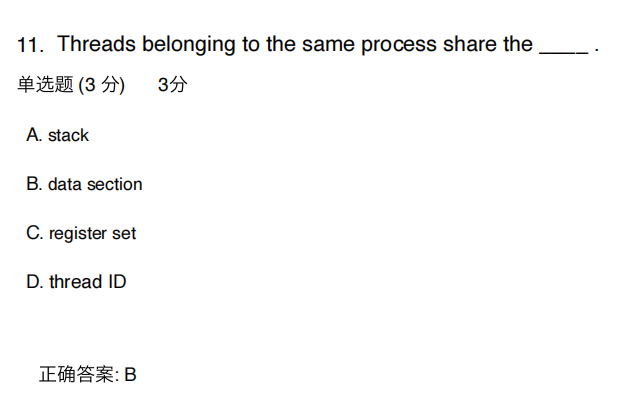 11. Threads belonging to the same process share the ____ .
单选题 (3 分) 3分
A. stack
B. data section
C. register set
D. thread ID
正确答案: B